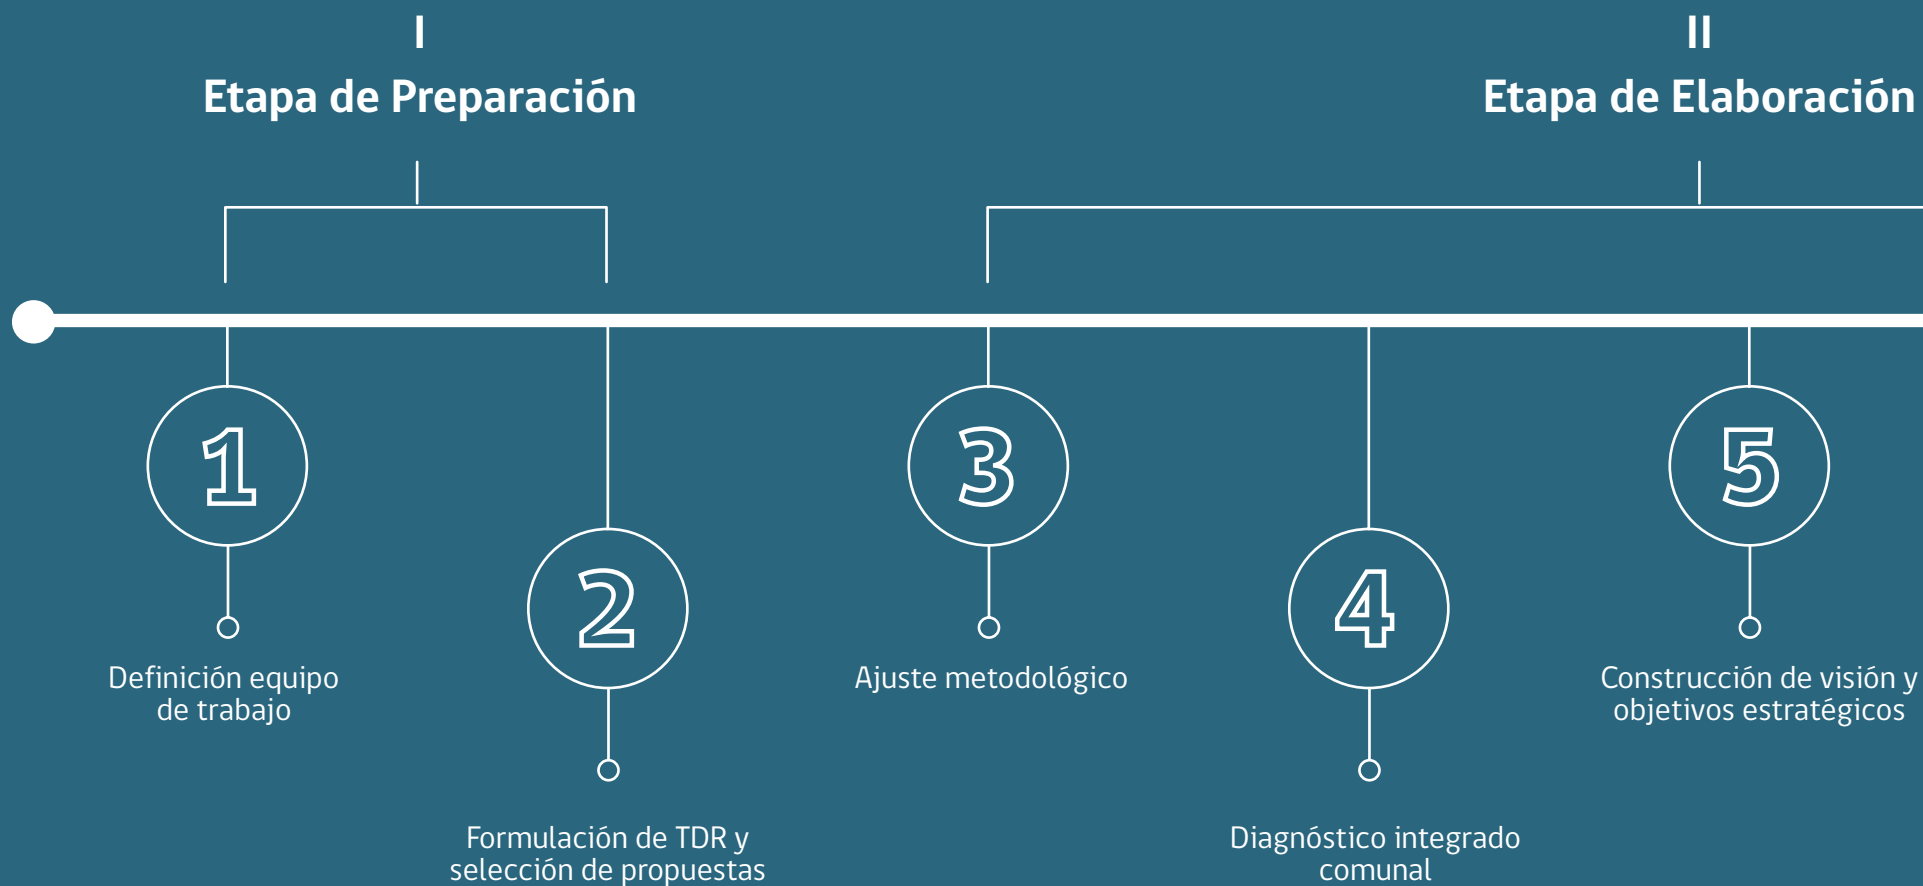 I
Etapa de Preparación
II
Etapa de Elaboración
1
Definición equipo
de trabajo
2
Formulación de TDR y
selección de propuestas
3
Ajuste metodológico
4
Diagnóstico integrado
comunal
5
Construcción de visión y
objetivos estratégicos